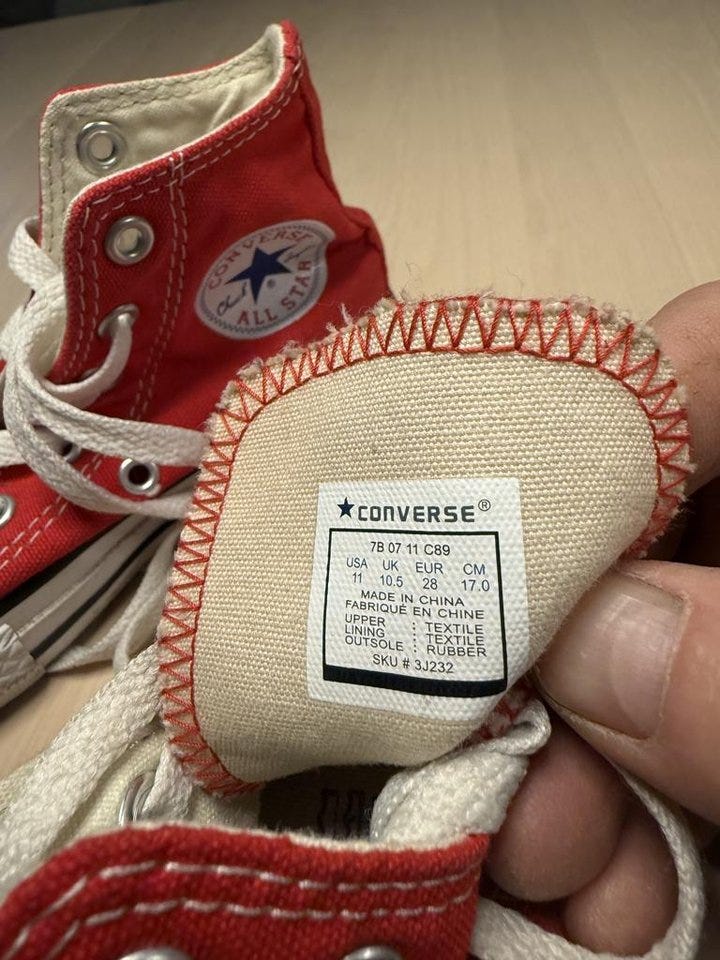 CONVERSE
ALL STAR
®
★CONVERSE®
7B 07 11 C89
USA UK EUR CM
11 10.5 28 17.0
MADE IN CHINA
FABRIQUÉ EN CHINE
UPPER : TEXTILE
LINING : TEXTILE
OUTSOLE : RUBBER
SKU # 3J232